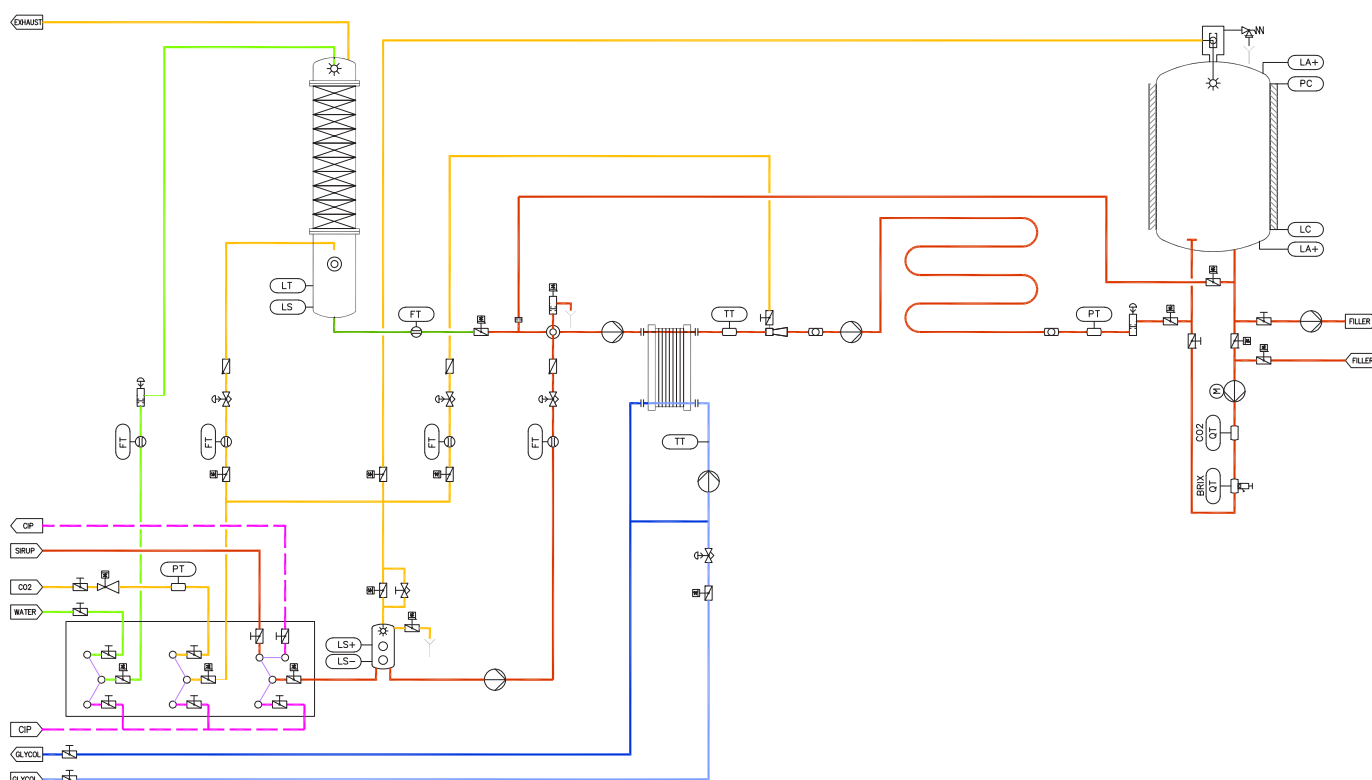 EXHAUST
LA+
PC
LC
LA+
LT
LS
FT
TT
PT
FILLER
FILLER
M
FT
FT
FT
FT
TT
CO2
QT
BRIX
QT
CIP
SIRUP
CO2
PT
WATER
LS+
LS-
CIP
GLYCOL
GLYCOL